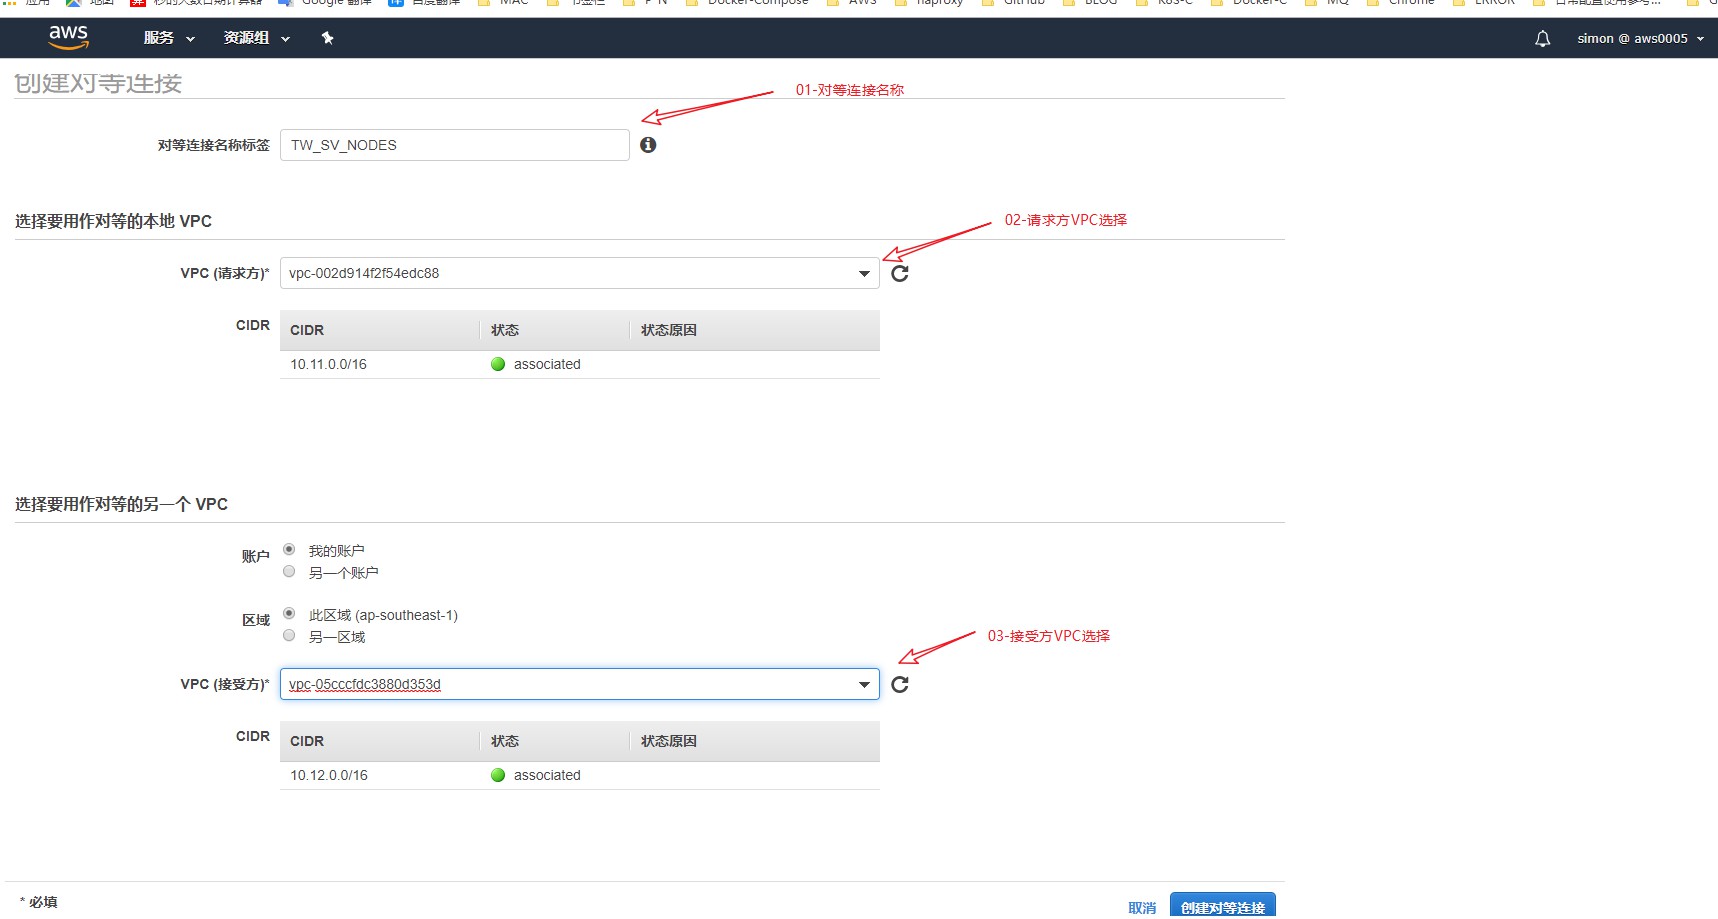 应用 地图 秒的天数日期计算器 Google 翻译 百度翻译 MAC 书签栏 Docker-Compose AWS haproxy GitHub BLOG K8S-C Docker-C MQ Chrome ERROR 日常配置使用参考...
aws 服务 资源组 simon @ aws0005
创建对等连接
01-对等连接名称
对等连接名称标签 TW_SV_NODES
02-请求方VPC选择
选择要用作对等的本地 VPC
VPC (请求方)* vpc-002d914f2f54edc88
CIDR CIDR 状态 状态原因
10.11.0.0/16 associated
选择要用作对等的另一个 VPC
账户 我的账户
另一个账户
区域 此区域 (ap-southeast-1)
另一区域
03-接受方VPC选择
VPC (接受方)* vpc-05cccfdc3880d353d
CIDR CIDR 状态 状态原因
10.12.0.0/16 associated
* 必填
取消 创建对等连接